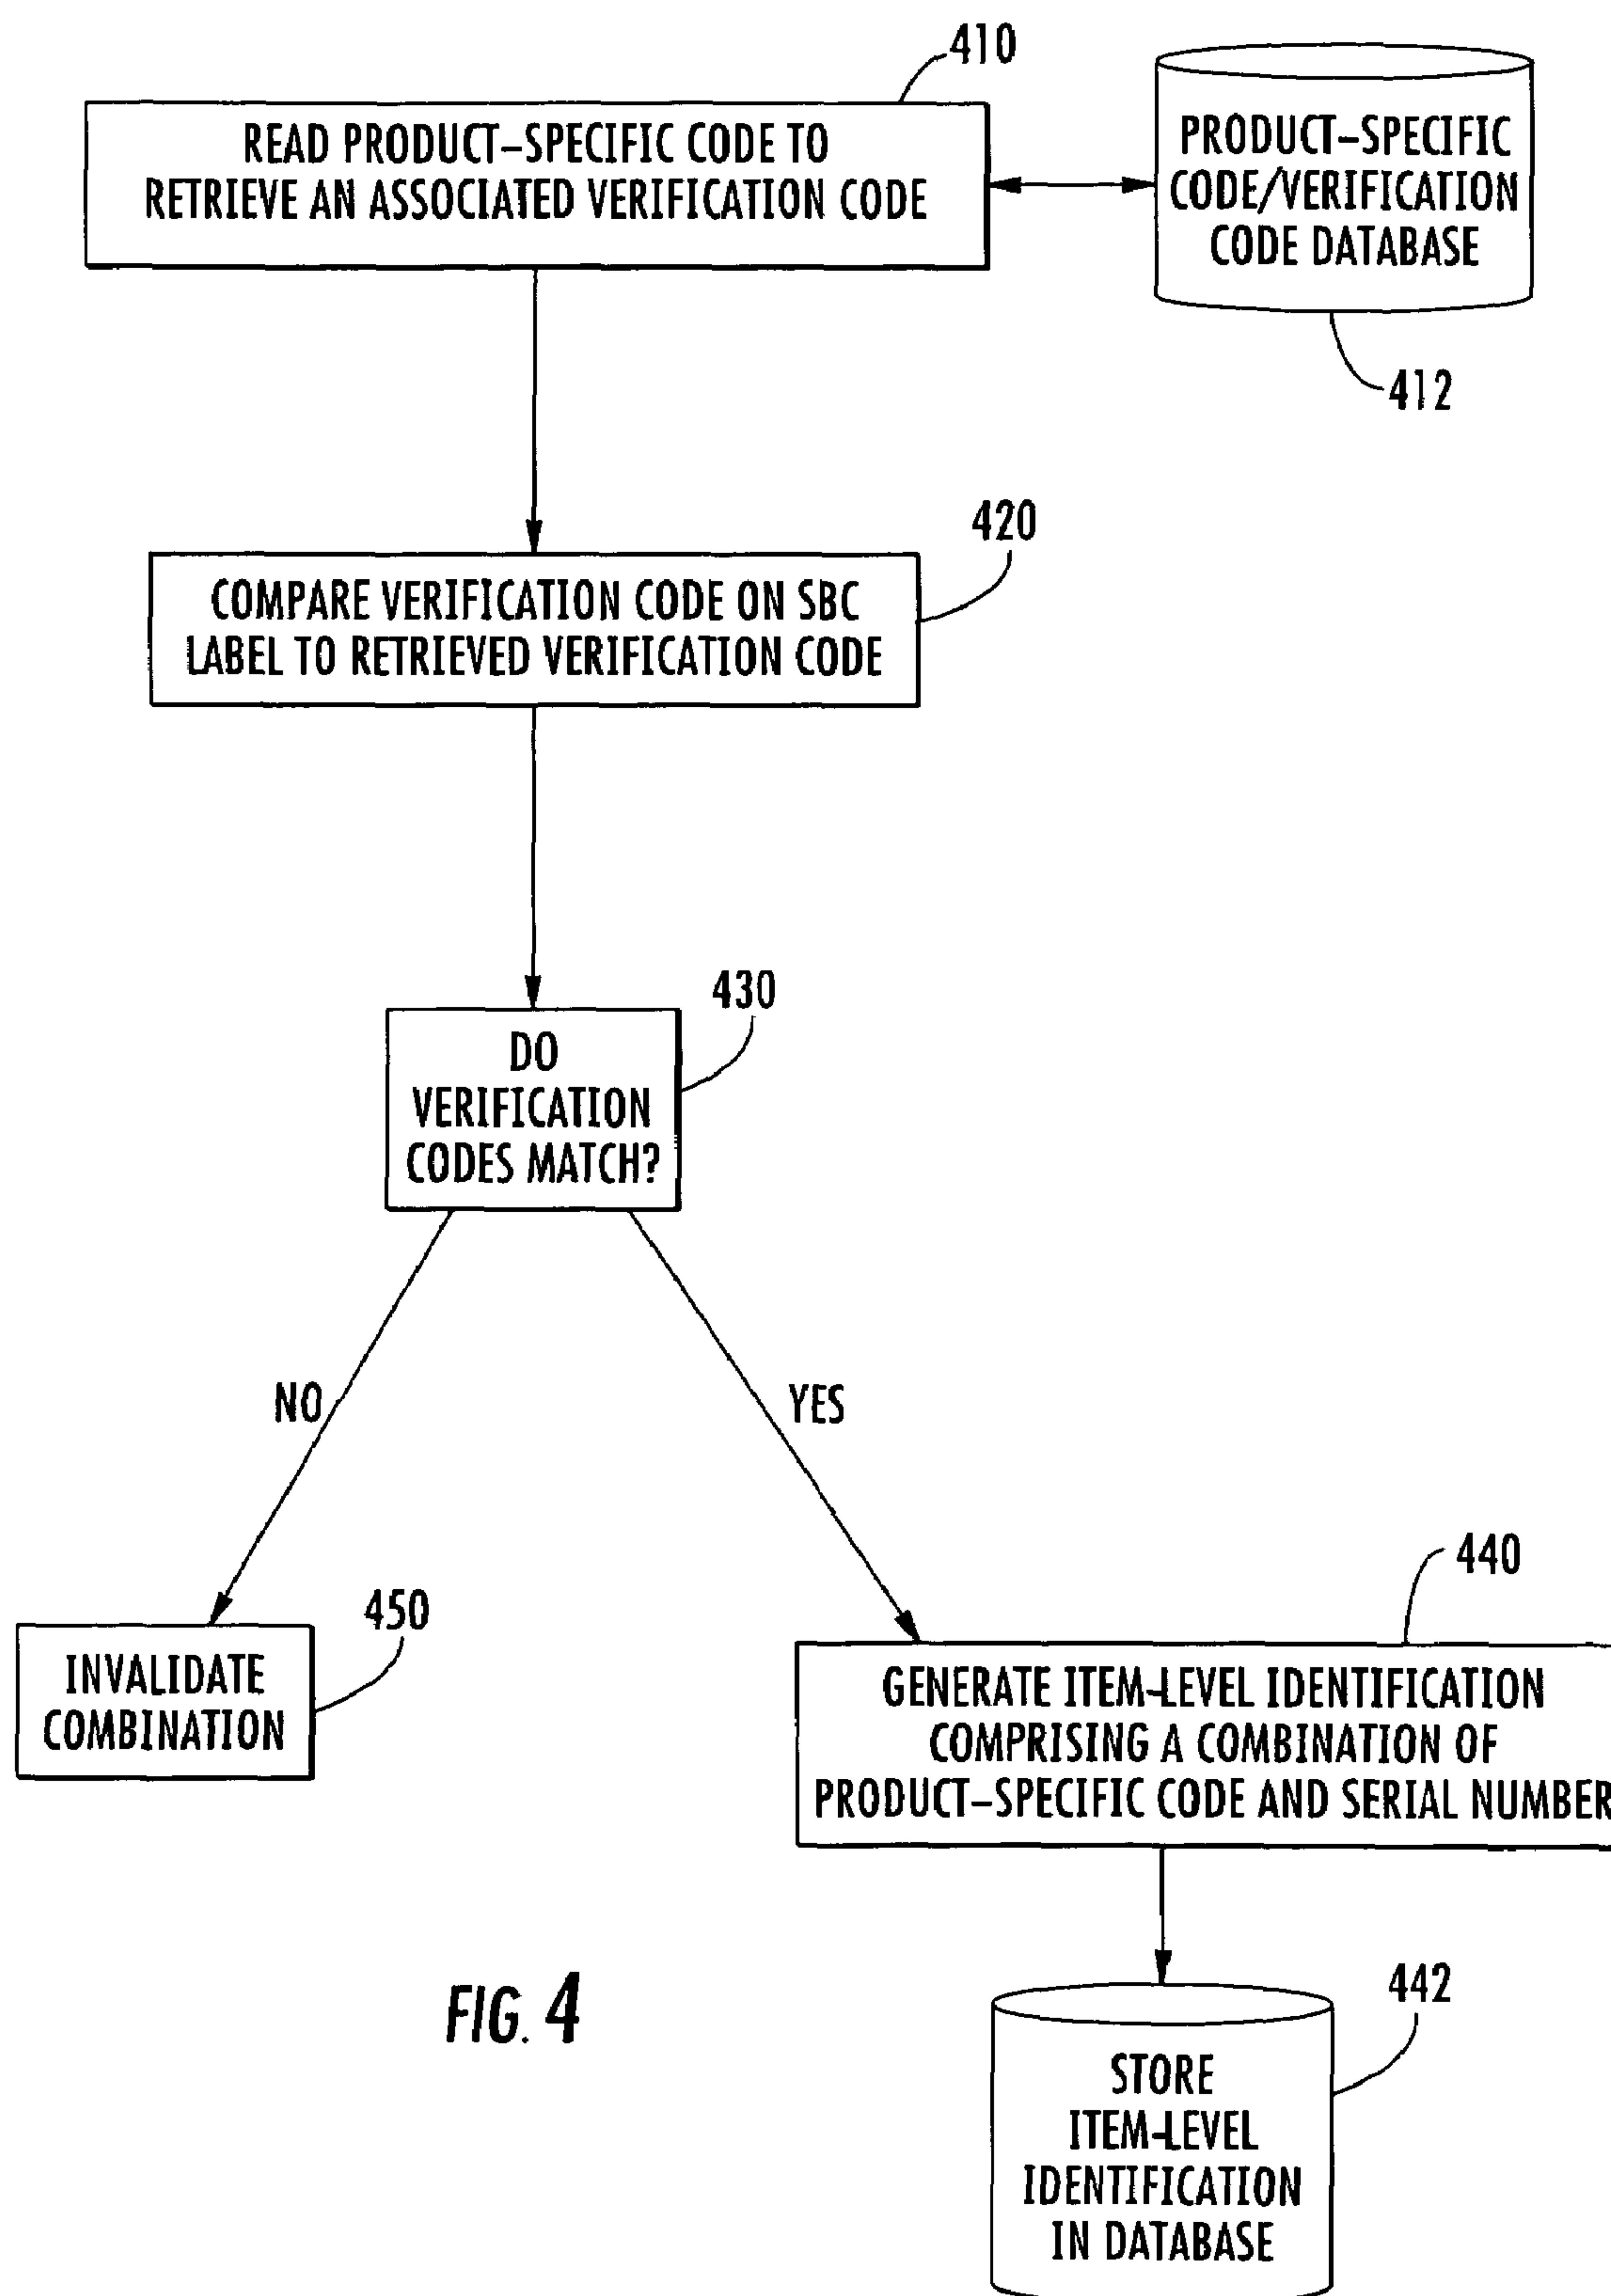 410
READ PRODUCT-SPECIFIC CODE TO
RETRIEVE AN ASSOCIATED VERIFICATION CODE
PRODUCT-SPECIFIC
CODE/VERIFICATION
CODE DATABASE
412
420
COMPARE VERIFICATION CODE ON SBC
LABEL TO RETRIEVED VERIFICATION CODE
430
DO
VERIFICATION
CODES MATCH?
NO
YES
450
INVALIDATE
COMBINATION
440
GENERATE ITEM-LEVEL IDENTIFICATION
COMPRISING A COMBINATION OF
PRODUCT-SPECIFIC CODE AND SERIAL NUMBER
442
STORE
ITEM-LEVEL
IDENTIFICATION
IN DATABASE
FIG. 4